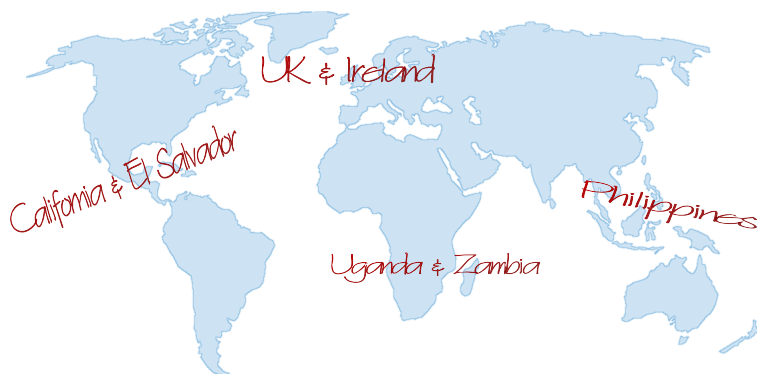 UK & Ireland
California & El Salvador
Philippines
Uganda & Zambia